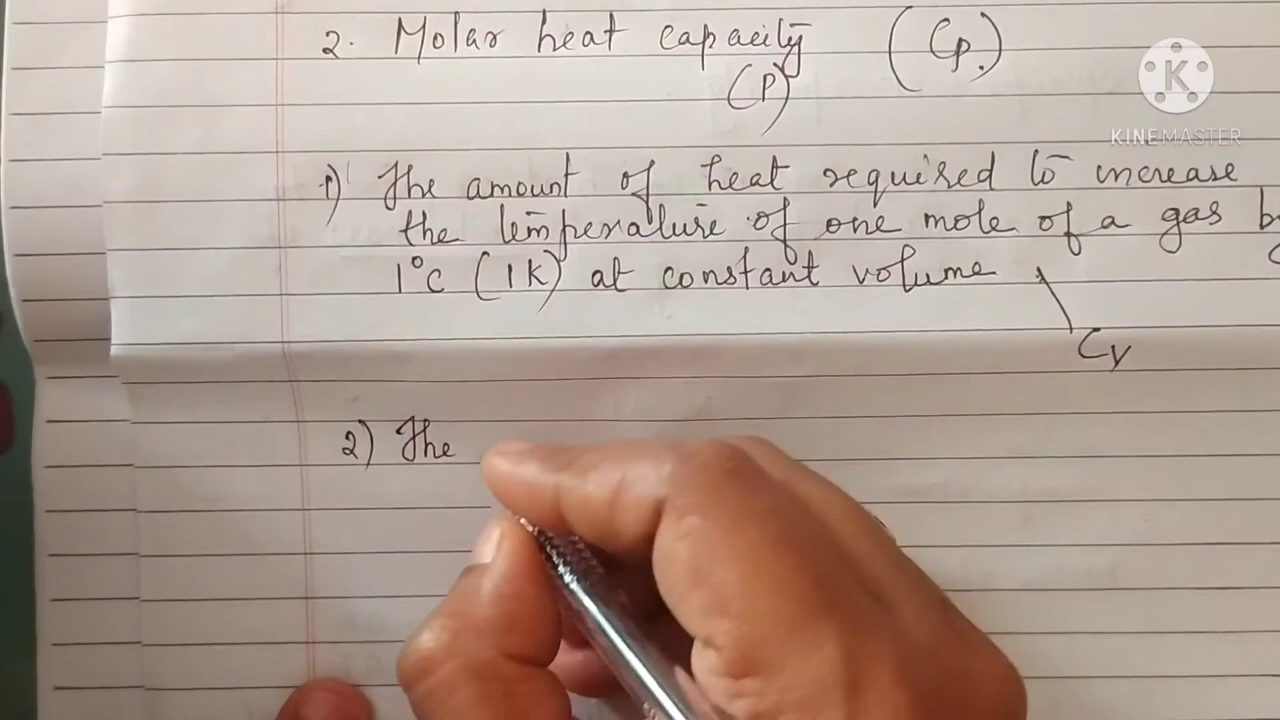 2. Molar heat capacity (Cp.)
(P)
K
KINEMASTER
1) The amount of heat required to increase
the temperature of one mole of a gas
1°C (1K) at constant volume
Cv
2) The